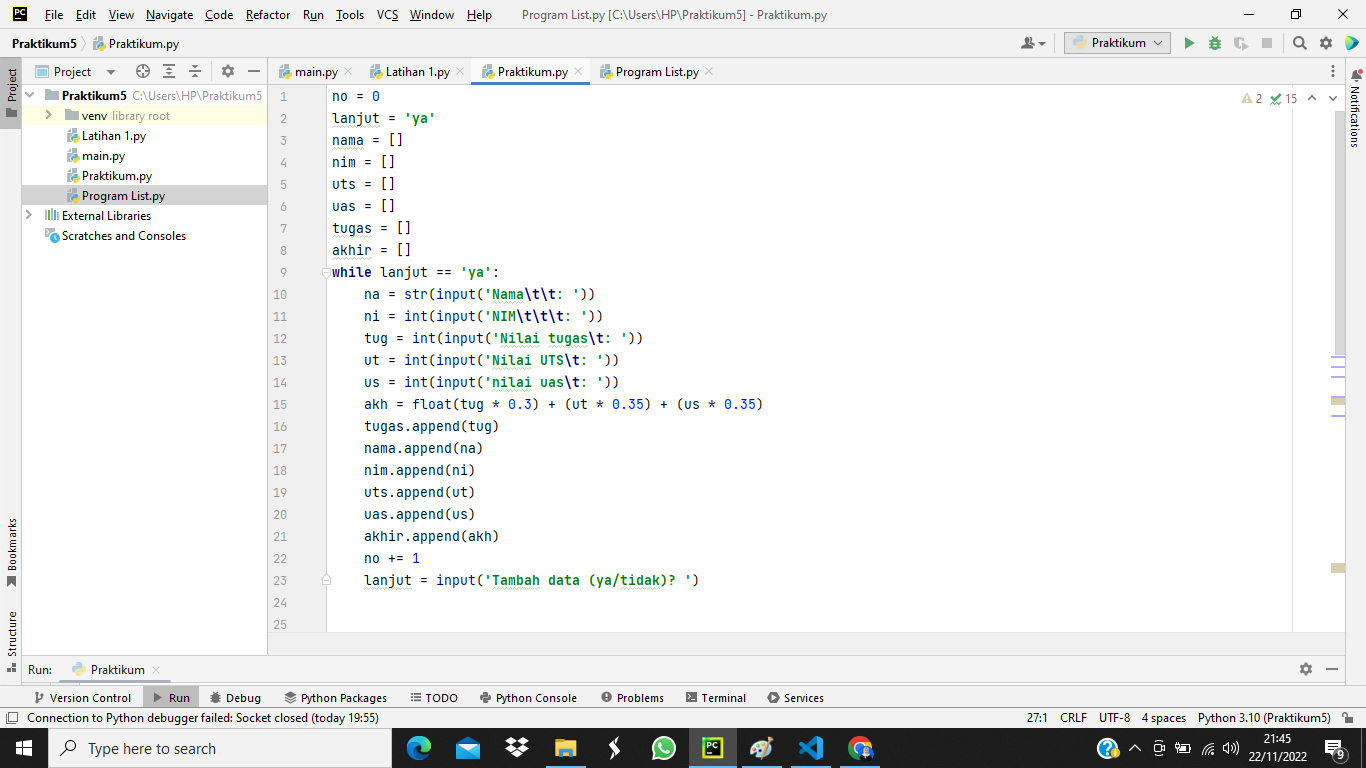 File Edit View Navigate Code Refactor Run Tools VCS Window Help Program List.py [C:\Users\HP\Praktikum5] - Praktikum.py
Praktikum5 Praktikum.py Praktikum
Project
Project
main.py Latihan 1.py Praktikum.py Program List.py
Praktikum5 C:\Users\HP\Praktikum5
venv library root
Latihan 1.py
main.py
Praktikum.py
Program List.py
External Libraries
Scratches and Consoles
2 15
Notifications
1 no = 0
2 lanjut = 'ya'
3 nama = []
4 nim = []
5 uts = []
6 uas = []
7 tugas = []
8 akhir = []
9 while lanjut == 'ya':
10 na = str(input('Nama\t\t: '))
11 ni = int(input('NIM\t\t\t: '))
12 tug = int(input('Nilai tugas\t: '))
13 ut = int(input('Nilai UTS\t: '))
14 us = int(input('nilai uas\t: '))
15 akh = float(tug * 0.3) + (ut * 0.35) + (us * 0.35)
16 tugas.append(tug)
17 nama.append(na)
18 nim.append(ni)
19 uts.append(ut)
20 uas.append(us)
21 akhir.append(akh)
22 no += 1
23 lanjut = input('Tambah data (ya/tidak)? ')
24
25
Bookmarks
Structure
Run: Praktikum
Version Control Run Debug Python Packages TODO Python Console Problems Terminal Services
Connection to Python debugger failed: Socket closed (today 19:55) 27:1 CRLF UTF-8 4 spaces Python 3.10 (Praktikum5)
Type here to search
PC
21:45
22/11/2022
9